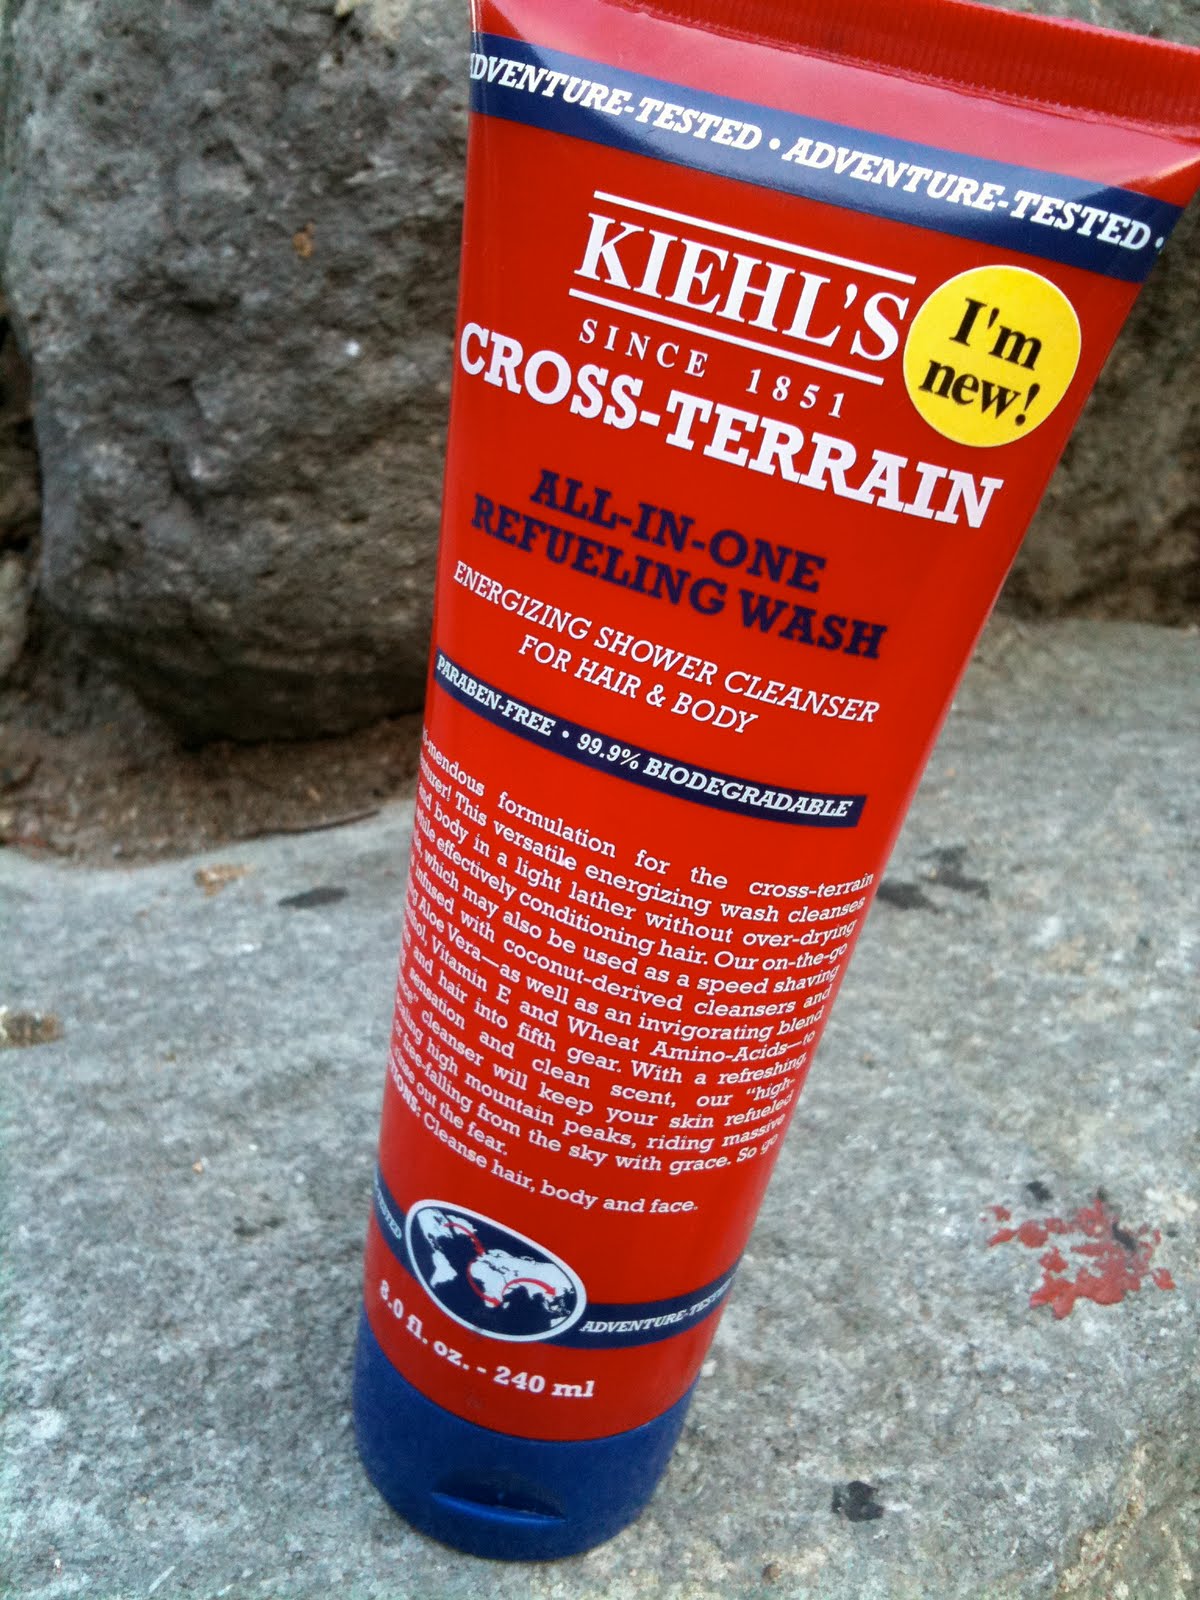 ADVENTURE-TESTED • ADVENTURE-TESTED •
KIEHL'S
SINCE 1851
I'm
new!
CROSS-TERRAIN
ALL-IN-ONE
REFUELING WASH
ENERGIZING SHOWER CLEANSER
FOR HAIR & BODY
PARABEN-FREE • 99.9% BIODEGRADABLE
formulation for the cross-terrain
This versatile energizing wash cleanses
and body in a light lather without over-drying
while effectively conditioning hair. Our on-the-go
which may also be used as a speed shaving
infused with coconut-derived cleansers and
Aloe Vera—as well as an invigorating blend
Vitamin E and Wheat Amino-Acids—to
and hair into fifth gear. With a refreshing,
sensation and clean scent, our "high-
cleanser will keep your skin refueled
high mountain peaks, riding massive
or free-falling from the sky with grace. So go
rinse out the fear.
Cleanse hair, body and face.
ADVENTURE-TESTED
8.0 fl. oz. - 240 ml